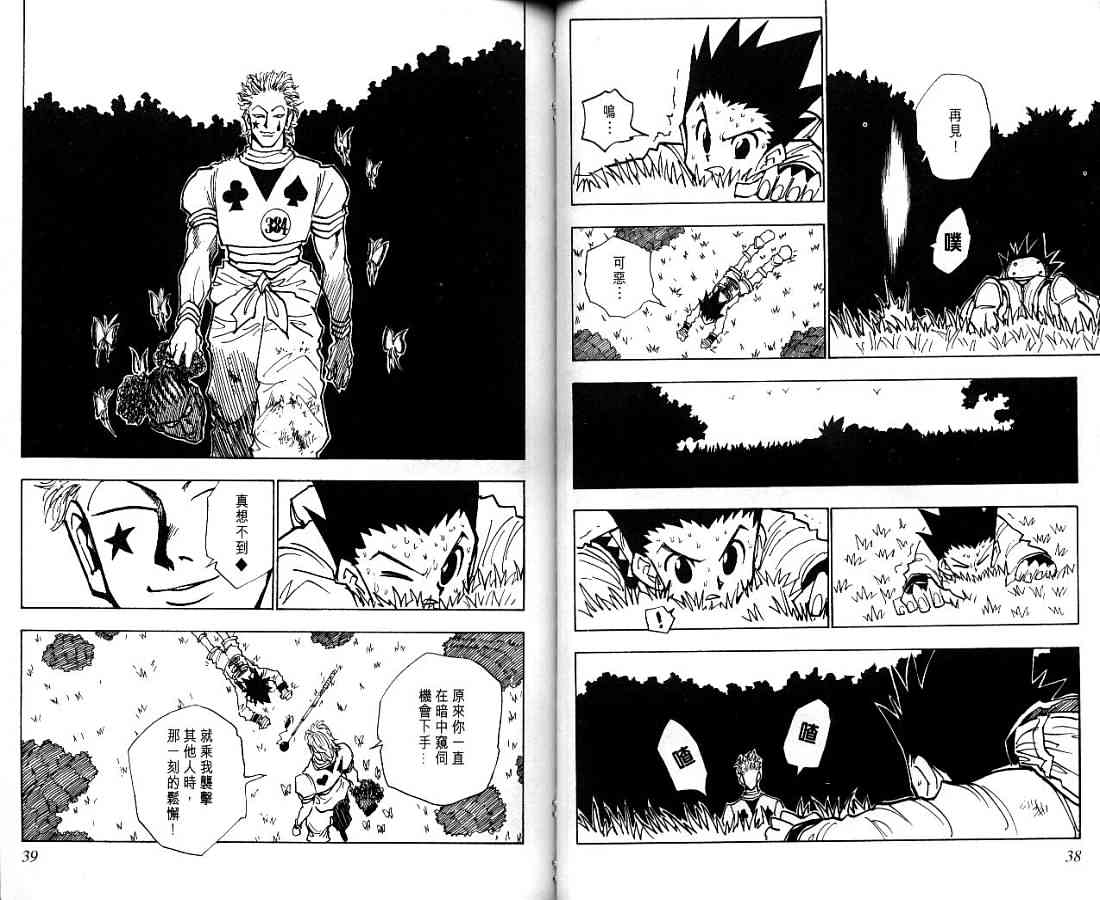 再見！
噗
嗚…
可惡…
！
喳
喳
384
真想不到◆
原來你一直
在暗中窺伺
機會下手…
就乘我襲擊
其他人時，
那一刻的鬆懈！
39
38